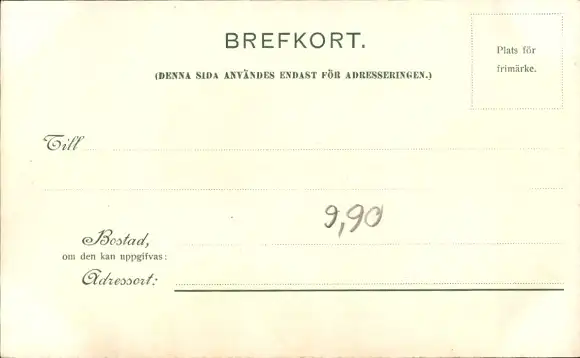 BREFKORT.
(DENNA SIDA ANVÄNDES ENDAST FÖR ADRESSERINGEN.)
Plats för
frimärke.
Till
9,90
Bostad,
om den kan uppgifvas:
Adressort: